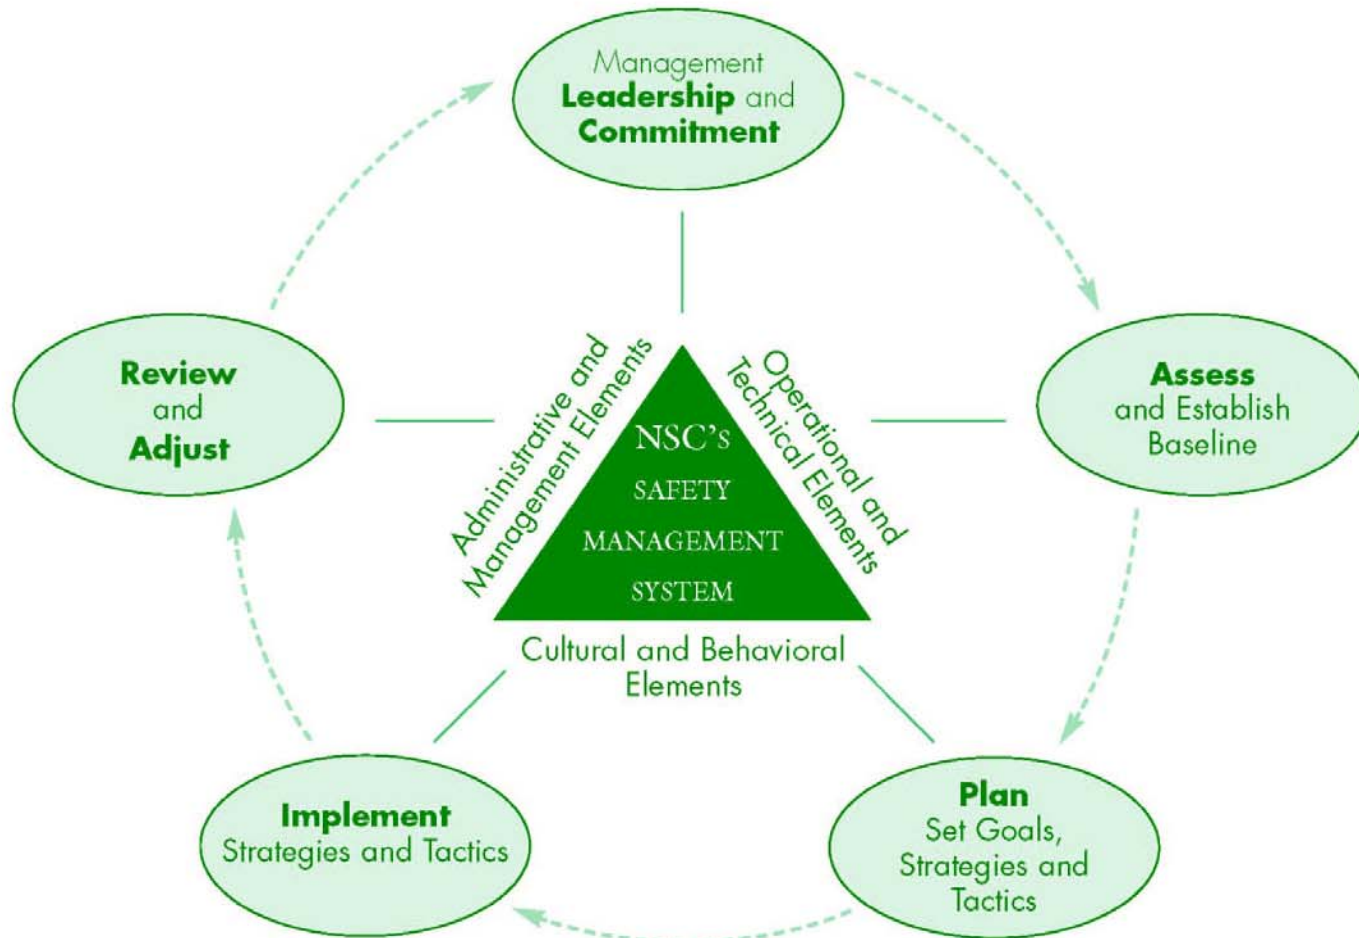 Management
Leadership and
Commitment
Review
and
Adjust
Assess
and Establish
Baseline
Administrative and
Management Elements
Operational and
Technical Elements
NSC's
SAFETY
MANAGEMENT
SYSTEM
Cultural and Behavioral
Elements
Implement
Strategies and Tactics
Plan
Set Goals,
Strategies and
Tactics